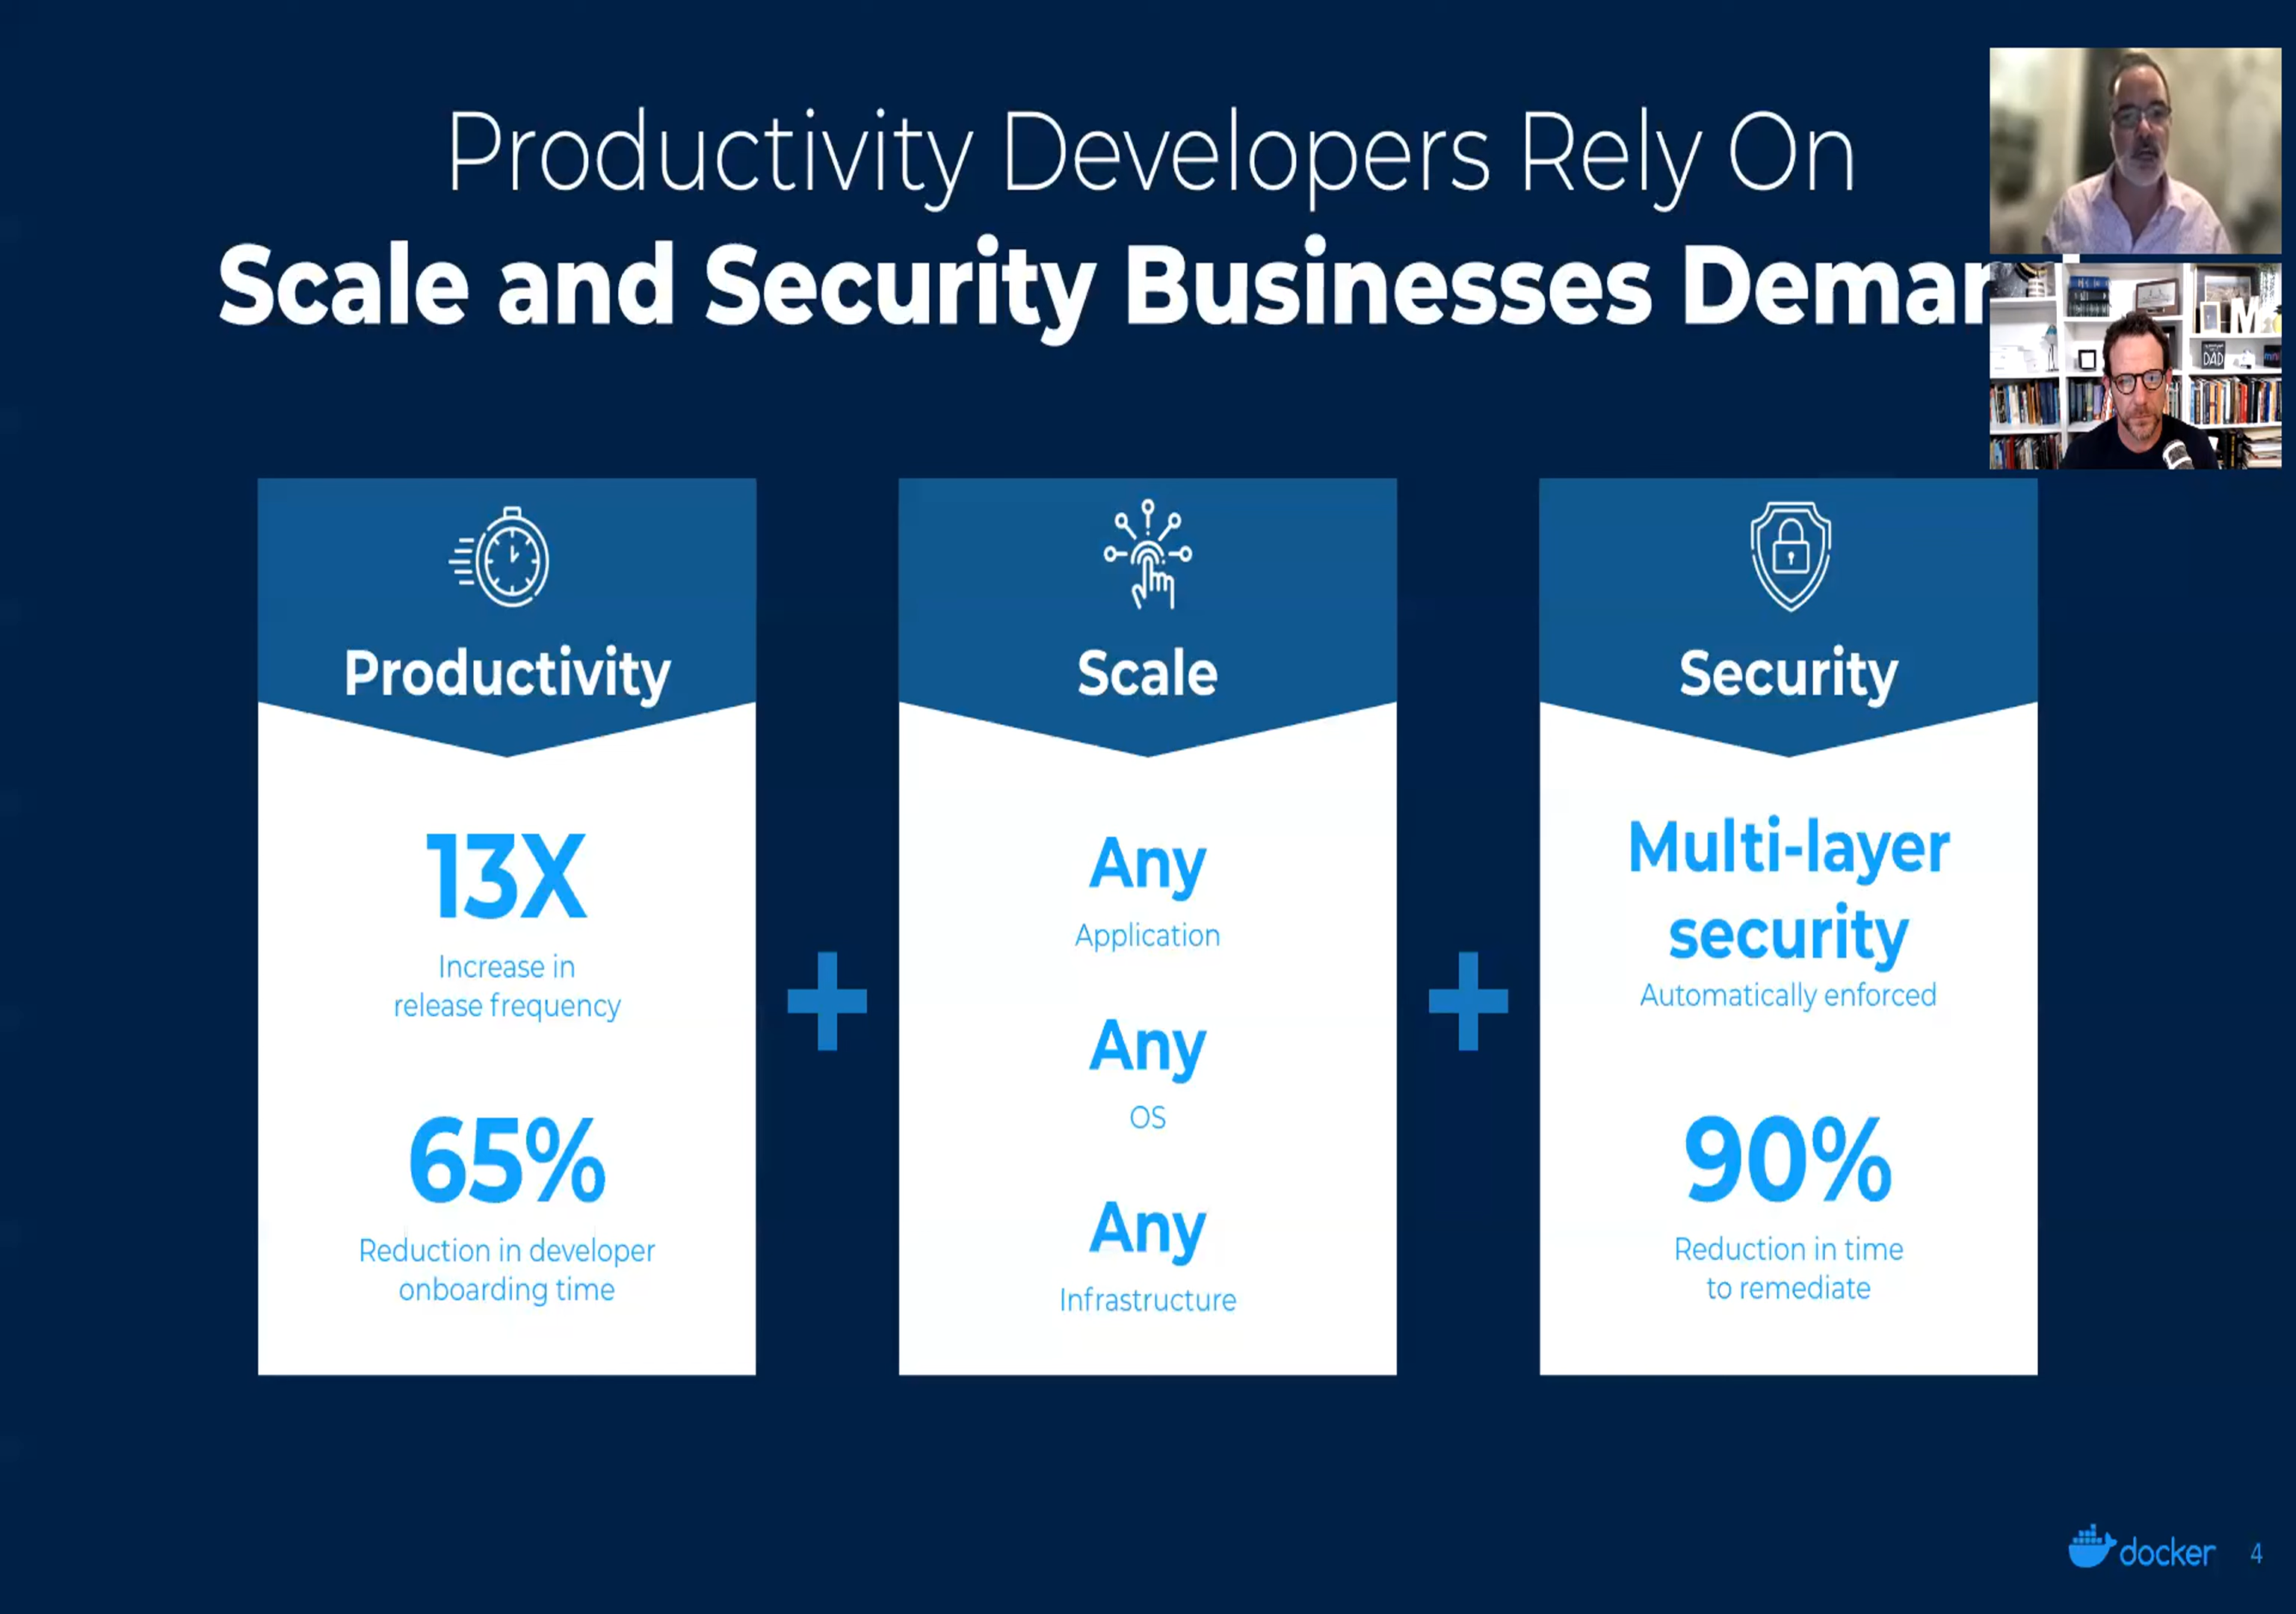 Productivity Developers Rely On
Scale and Security Businesses
Productivity
13X
Increase in
release frequency
65%
Reduction in developer
onboarding time
Scale
Any
Application
Any
OS
Any
Infrastructure
Security
Multi-layer
security
Automatically enforced
90%
Reduction in time
to remediate
M
DAD
docker
4